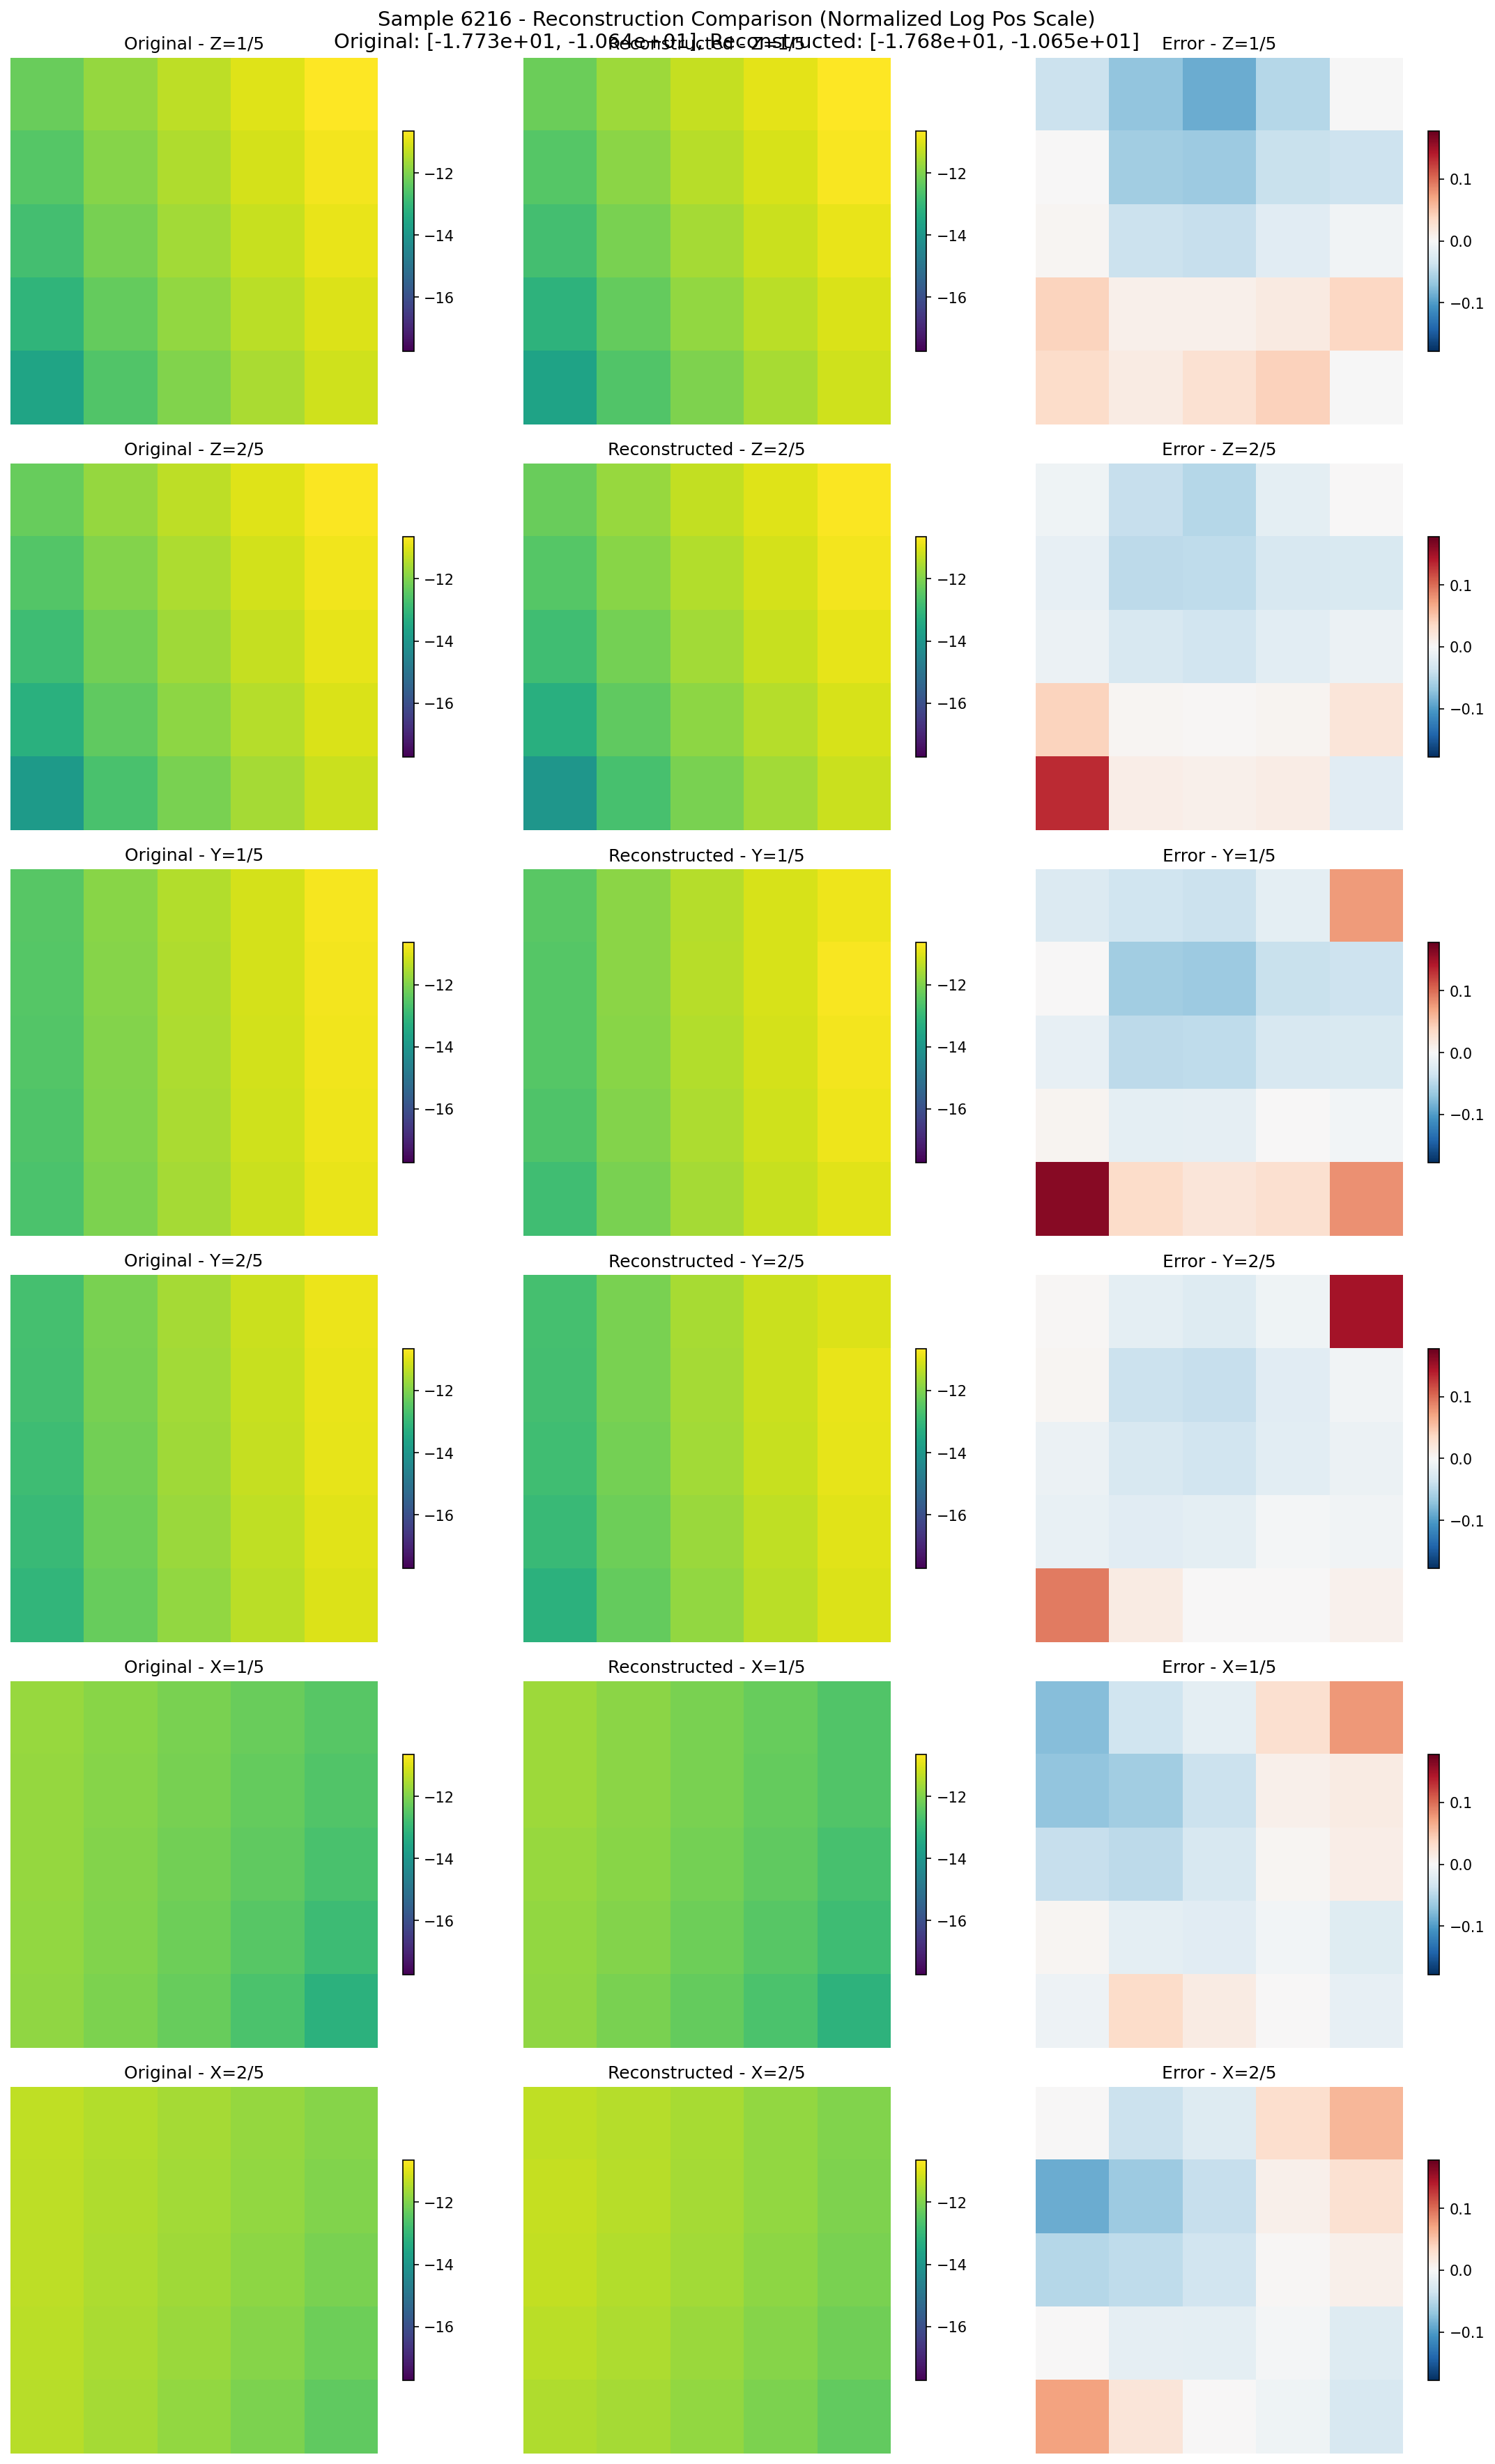 Sample 6216 - Reconstruction Comparison (Normalized Log Pos Scale)
Original: [-1.773e+01, -1.064e+01], Reconstructed: [-1.768e+01, -1.065e+01]
Original - Z=1/5
Reconstructed - Z=1/5
Error - Z=1/5
−12
−14
−16
−12
−14
−16
0.1
0.0
−0.1
Original - Z=2/5
Reconstructed - Z=2/5
Error - Z=2/5
−12
−14
−16
−12
−14
−16
0.1
0.0
−0.1
Original - Y=1/5
Reconstructed - Y=1/5
Error - Y=1/5
−12
−14
−16
−12
−14
−16
0.1
0.0
−0.1
Original - Y=2/5
Reconstructed - Y=2/5
Error - Y=2/5
−12
−14
−16
−12
−14
−16
0.1
0.0
−0.1
Original - X=1/5
Reconstructed - X=1/5
Error - X=1/5
−12
−14
−16
−12
−14
−16
0.1
0.0
−0.1
Original - X=2/5
Reconstructed - X=2/5
Error - X=2/5
−12
−14
−16
−12
−14
−16
0.1
0.0
−0.1